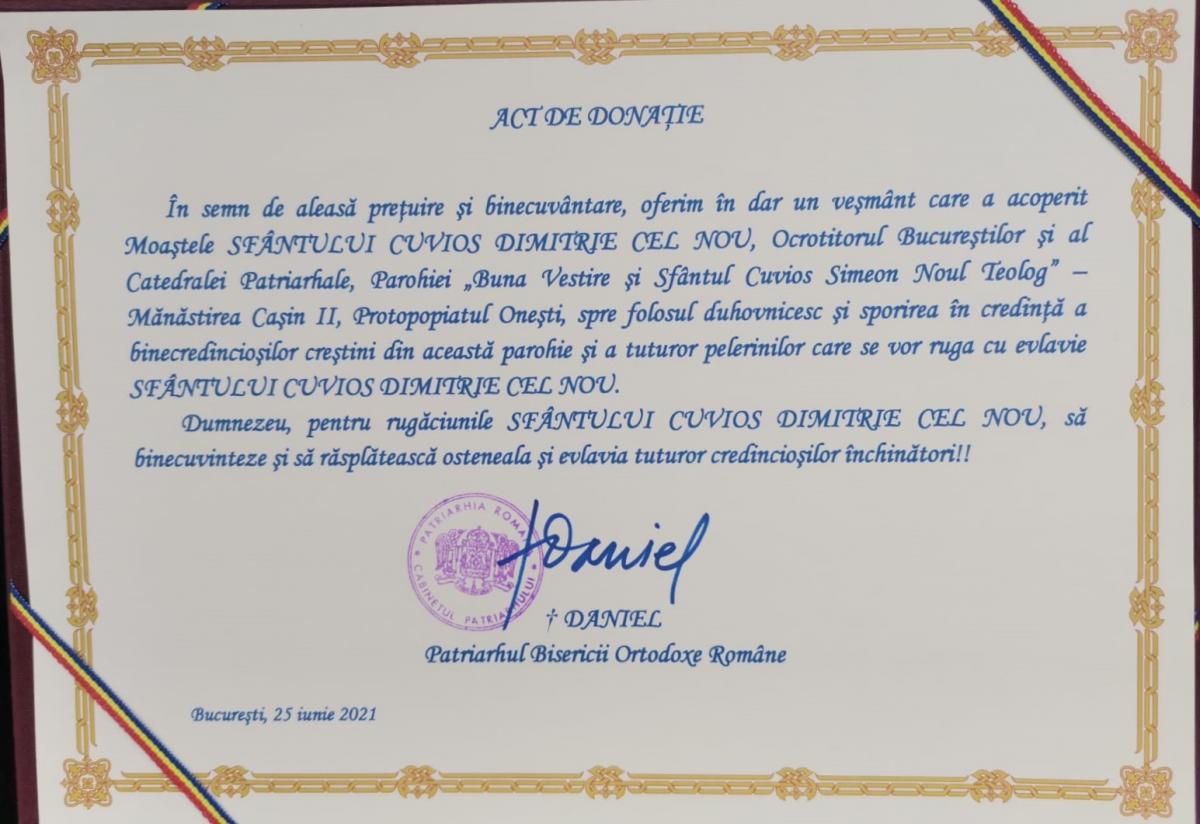 ACT DE DONAȚIE
În semn de aleasă prețuire și binecuvântare, oferim în dar un veșmânt care a acoperit
Moaștele SFÂNTULUI CUVIOS DIMITRIE CEL NOU, Ocrotitorul Bucureștilor și al
Catedralei Patriarhale, Parohiei „Buna Vestire și Sfântul Cuvios Simeon Noul Teolog” –
Mănăstirea Cașin II, Protopopiatul Onești, spre folosul duhovnicesc și sporirea în credință a
binecredincioșilor creștini din această parohie și a tuturor pelerinilor care se vor ruga cu evlavie
SFÂNTULUI CUVIOS DIMITRIE CEL NOU.
Dumnezeu, pentru rugăciunile SFÂNTULUI CUVIOS DIMITRIE CEL NOU, să
binecuvinteze și să răsplătească osteneala și evlavia tuturor credincioșilor închinători!!
PATRIARHIA ROMÂNĂ
CABINETUL PATRIARHULUI
† Daniel
† DANIEL
Patriarhul Bisericii Ortodoxe Române
București, 25 iunie 2021